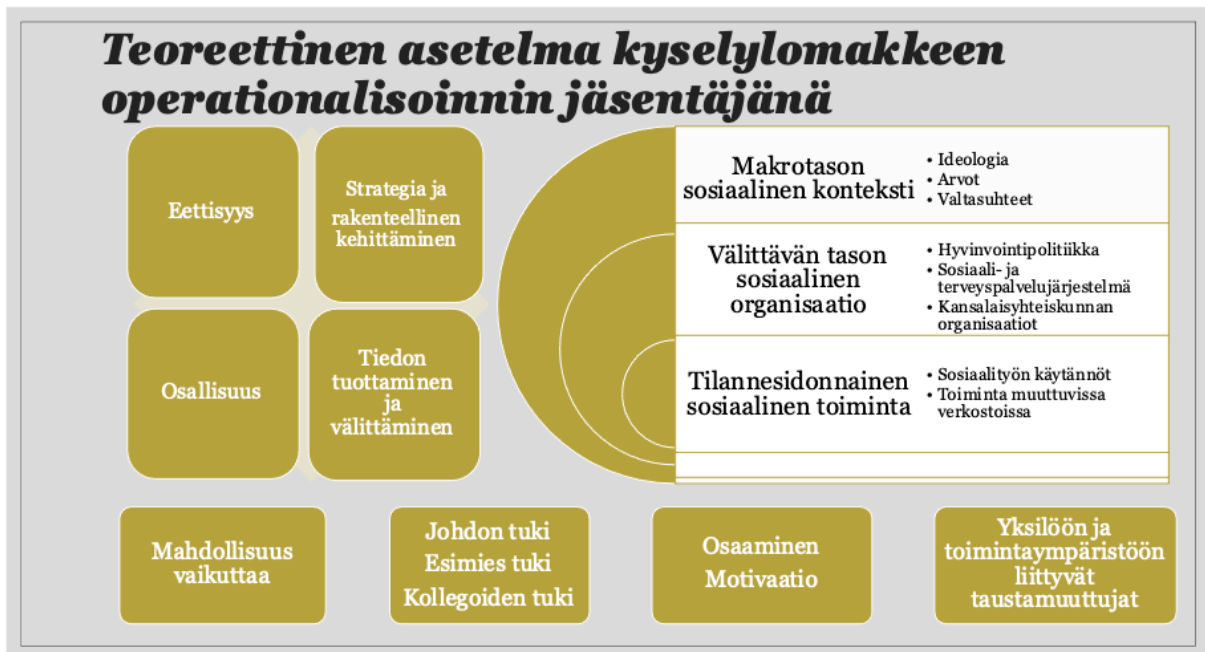 Teoreettinen asetelma kyselylomakkeen
operationalisoinnin jäsentäjänä
Eettisyys
Strategia ja
rakenteellinen
kehittäminen
Osallisuus
Tiedon
tuottaminen
ja
välittäminen
Makrotason
sosiaalinen konteksti
• Ideologia
• Arvot
• Valtasuhteet
Välittävän tason
sosiaalinen
organisaatio
• Hyvinvointipolitiikka
• Sosiaali- ja
terveyspalvelujärjestelmä
• Kansalaisyhteiskunnan
organisaatiot
Tilannesidonnainen
sosiaalinen toiminta
• Sosiaalityön käytännöt
• Toiminta muuttuvissa
verkostoissa
Mahdollisuus
vaikuttaa
Johdon tuki
Esimies tuki
Kollegoiden tuki
Osaaminen
Motivaatio
Yksilöön ja
toimintaympäristöön
liittyvät
taustamuuttujat